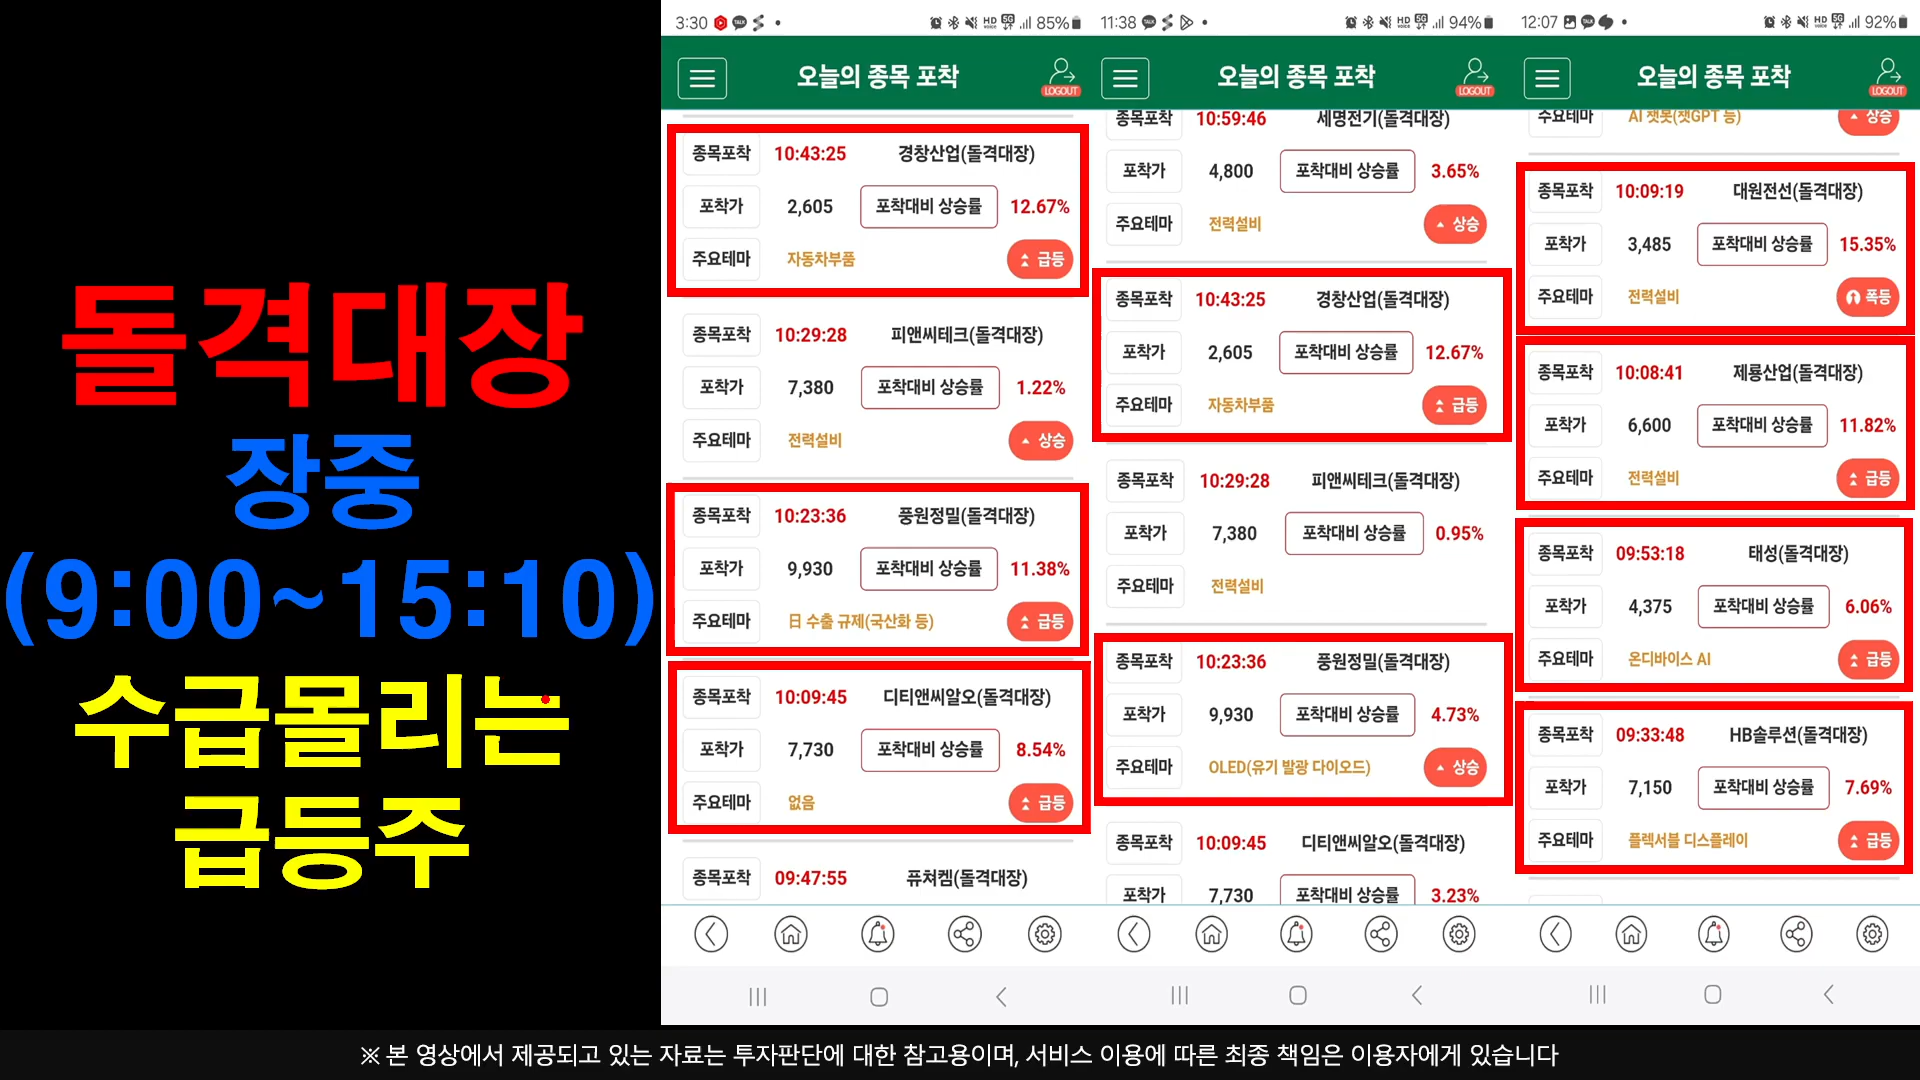 돌격대장
장중
(9:00~15:10)
수급몰리는
급등주
3:30 85%
오늘의 종목 포착
LOGOUT
종목포착 10:43:25 경창산업(돌격대장)
포착가 2,605 포착대비 상승률 12.67%
주요테마 자동차부품 급등
종목포착 10:29:28 피앤씨테크(돌격대장)
포착가 7,380 포착대비 상승률 1.22%
주요테마 전력설비 상승
종목포착 10:23:36 풍원정밀(돌격대장)
포착가 9,930 포착대비 상승률 11.38%
주요테마 日 수출 규제(국산화 등) 급등
종목포착 10:09:45 디티앤씨알오(돌격대장)
포착가 7,730 포착대비 상승률 8.54%
주요테마 없음 급등
종목포착 09:47:55 퓨쳐켐(돌격대장)
11:38 94%
오늘의 종목 포착
LOGOUT
종목포착 10:59:46 세명전기(돌격대장)
포착가 4,800 포착대비 상승률 3.65%
주요테마 전력설비 상승
종목포착 10:43:25 경창산업(돌격대장)
포착가 2,605 포착대비 상승률 12.67%
주요테마 자동차부품 급등
종목포착 10:29:28 피앤씨테크(돌격대장)
포착가 7,380 포착대비 상승률 0.95%
주요테마 전력설비
종목포착 10:23:36 풍원정밀(돌격대장)
포착가 9,930 포착대비 상승률 4.73%
주요테마 OLED(유기 발광 다이오드) 상승
종목포착 10:09:45 디티앤씨알오(돌격대장)
포착가 7,730 포착대비 상승률 3.23%
12:07 92%
오늘의 종목 포착
LOGOUT
주요테마 AI 챗봇(챗GPT 등) 상승
종목포착 10:09:19 대원전선(돌격대장)
포착가 3,485 포착대비 상승률 15.35%
주요테마 전력설비 폭등
종목포착 10:08:41 제룡산업(돌격대장)
포착가 6,600 포착대비 상승률 11.82%
주요테마 전력설비 급등
종목포착 09:53:18 태성(돌격대장)
포착가 4,375 포착대비 상승률 6.06%
주요테마 온디바이스 AI 급등
종목포착 09:33:48 HB솔루션(돌격대장)
포착가 7,150 포착대비 상승률 7.69%
주요테마 플렉서블 디스플레이 급등
※ 본 영상에서 제공되고 있는 자료는 투자판단에 대한 참고용이며, 서비스 이용에 따른 최종 책임은 이용자에게 있습니다